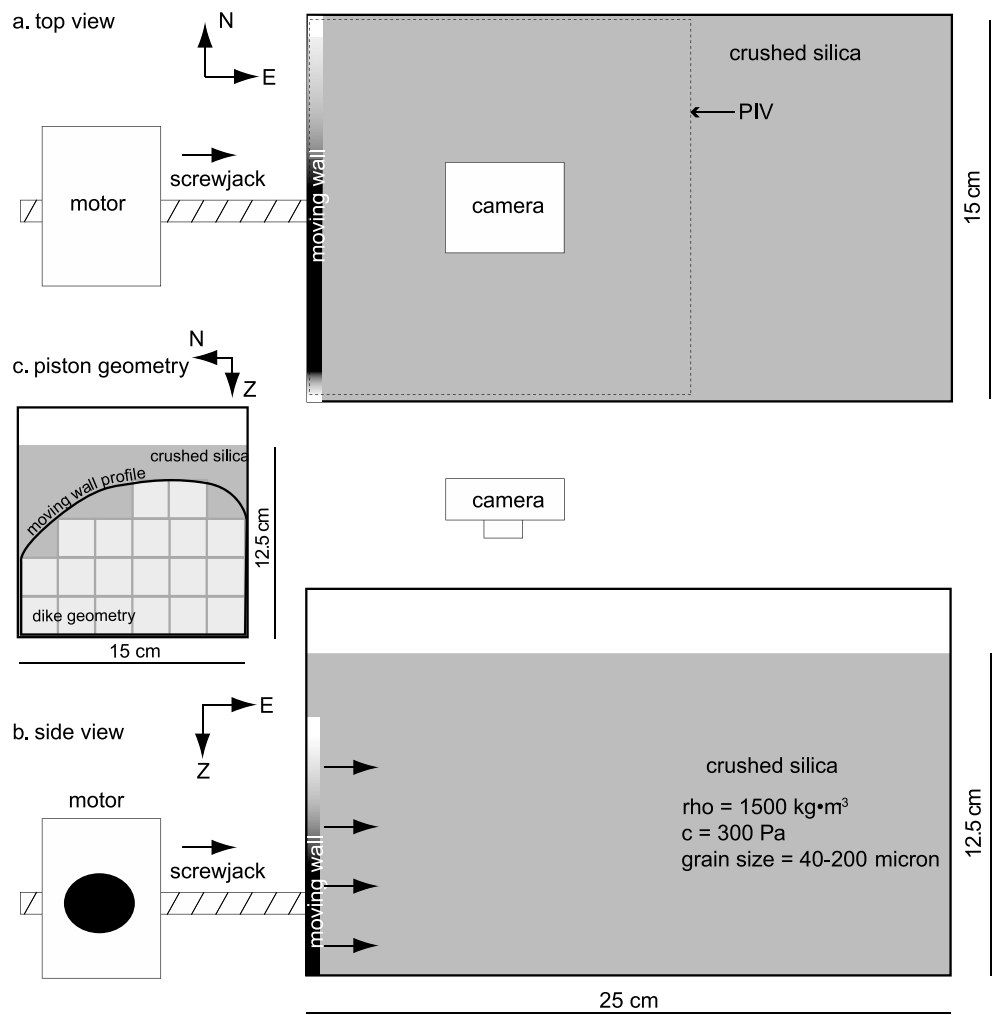 a. top view
N
E
crushed silica
PIV
motor
screwjack
moving wall
camera
15 cm
c. piston geometry
N
Z
crushed silica
moving wall profile
dike geometry
12.5 cm
15 cm
camera
b. side view
E
Z
motor
screwjack
moving wall
crushed silica
rho = 1500 kg•m³
c = 300 Pa
grain size = 40-200 micron
12.5 cm
25 cm